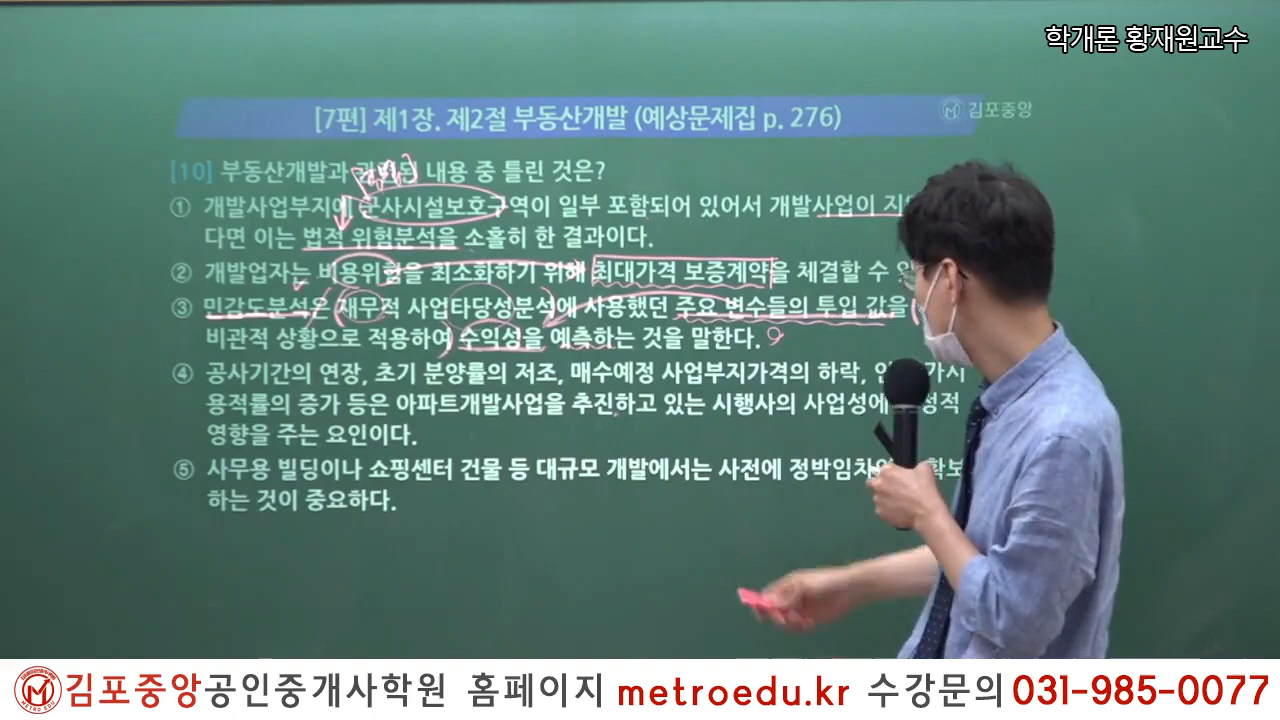 학개론 황재원교수
[7편] 제1장. 제2절 부동산개발 (예상문제집 p. 276)
김포중앙
[10] 부동산개발과 관련된 내용 중 틀린 것은?
① 개발사업부지에 군사시설보호구역이 일부 포함되어 있어서 개발사업이
다면 이는 법적 위험분석을 소홀히 한 결과이다.
② 개발업자는 비용위험을 최소화하기 위해 최대가격 보증계약을 체결할 수
③ 민감도분석은 재무적 사업타당성분석에 사용했던 주요 변수들의 투입 값을
비관적 상황으로 적용하여 수익성을 예측하는 것을 말한다.
④ 공사기간의 연장, 초기 분양률의 저조, 매수예정 사업부지가격의 하락,
용적률의 증가 등은 아파트개발사업을 추진하고 있는 시행사의 사업성에
영향을 주는 요인이다.
⑤ 사무용 빌딩이나 쇼핑센터 건물 등 대규모 개발에서는 사전에 정박임차
하는 것이 중요하다.
김포중앙공인중개사학원 홈페이지 metroedu.kr 수강문의 031-985-0077